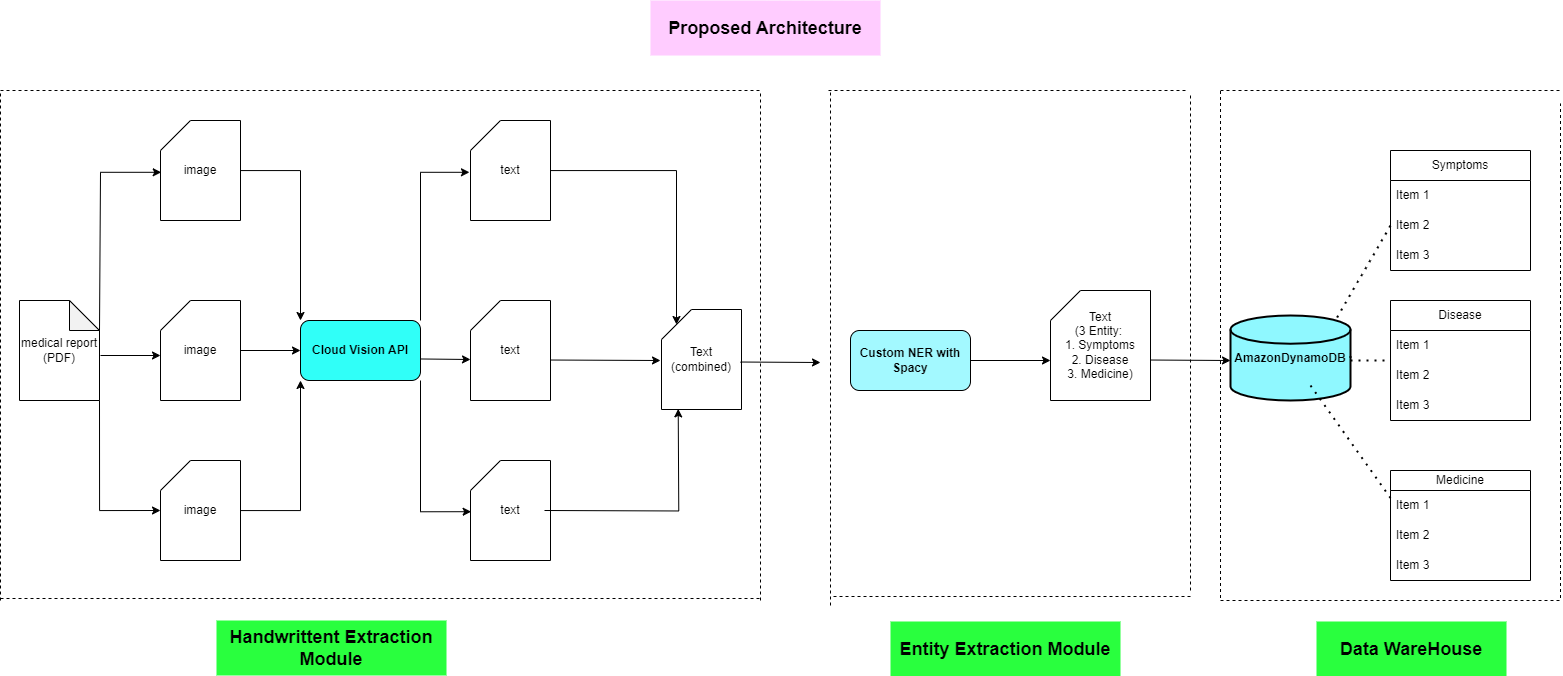 Proposed Architecture
image
text
medical report
(PDF)
image
Cloud Vision API
text
Text
(combined)
image
text
Handwrittent Extraction
Module
Custom NER with
Spacy
Text
(3 Entity:
1. Symptoms
2. Disease
3. Medicine)
Entity Extraction Module
AmazonDynamoDB
Symptoms
Item 1
Item 2
Item 3
Disease
Item 1
Item 2
Item 3
Medicine
Item 1
Item 2
Item 3
Data WareHouse